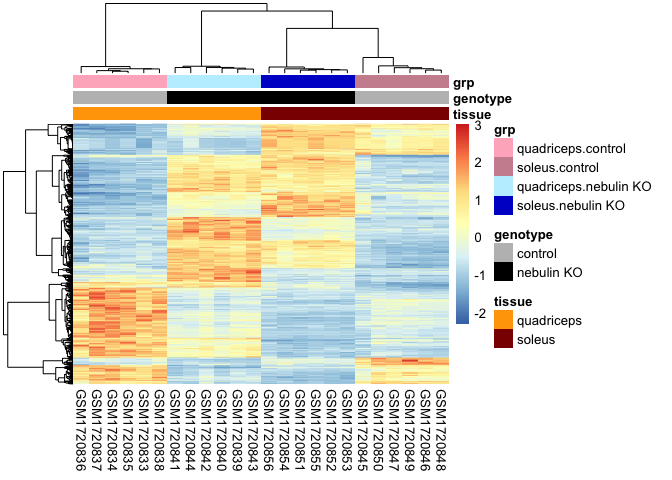 grp
genotype
tissue
3
2
1
0
-1
-2
grp
quadriceps.control
soleus.control
quadriceps.nebulin KO
soleus.nebulin KO
genotype
control
nebulin KO
tissue
quadriceps
soleus
GSM1720836
GSM1720837
GSM1720834
GSM1720835
GSM1720833
GSM1720838
GSM1720841
GSM1720844
GSM1720842
GSM1720840
GSM1720839
GSM1720843
GSM1720856
GSM1720854
GSM1720851
GSM1720855
GSM1720852
GSM1720853
GSM1720845
GSM1720850
GSM1720847
GSM1720849
GSM1720846
GSM1720848